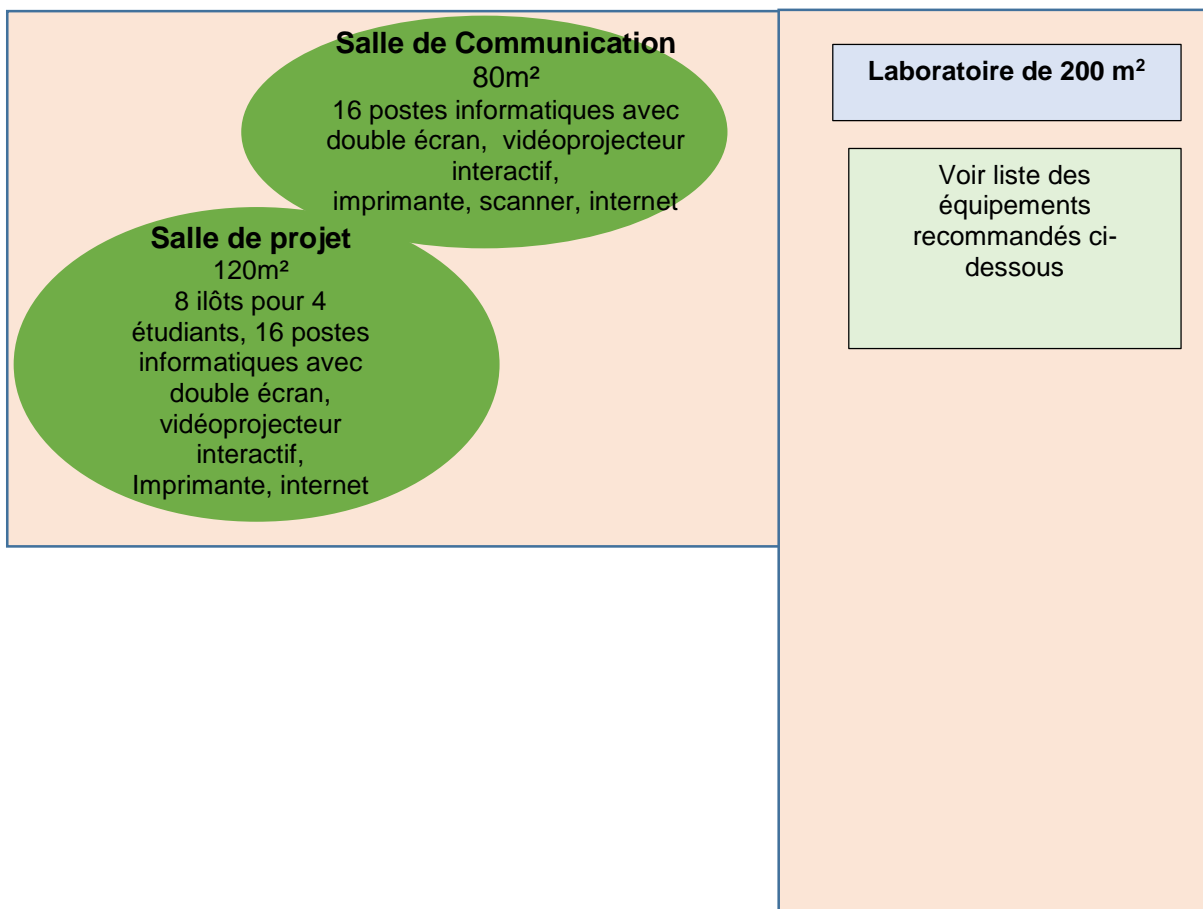 Salle de Communication
80m²
16 postes informatiques avec
double écran, vidéoprojecteur
interactif,
imprimante, scanner, internet
Salle de projet
120m²
8 ilôts pour 4
étudiants, 16 postes
informatiques avec
double écran,
vidéoprojecteur
interactif,
Imprimante, internet
Laboratoire de 200 m²
Voir liste des
équipements
recommandés ci-
dessous